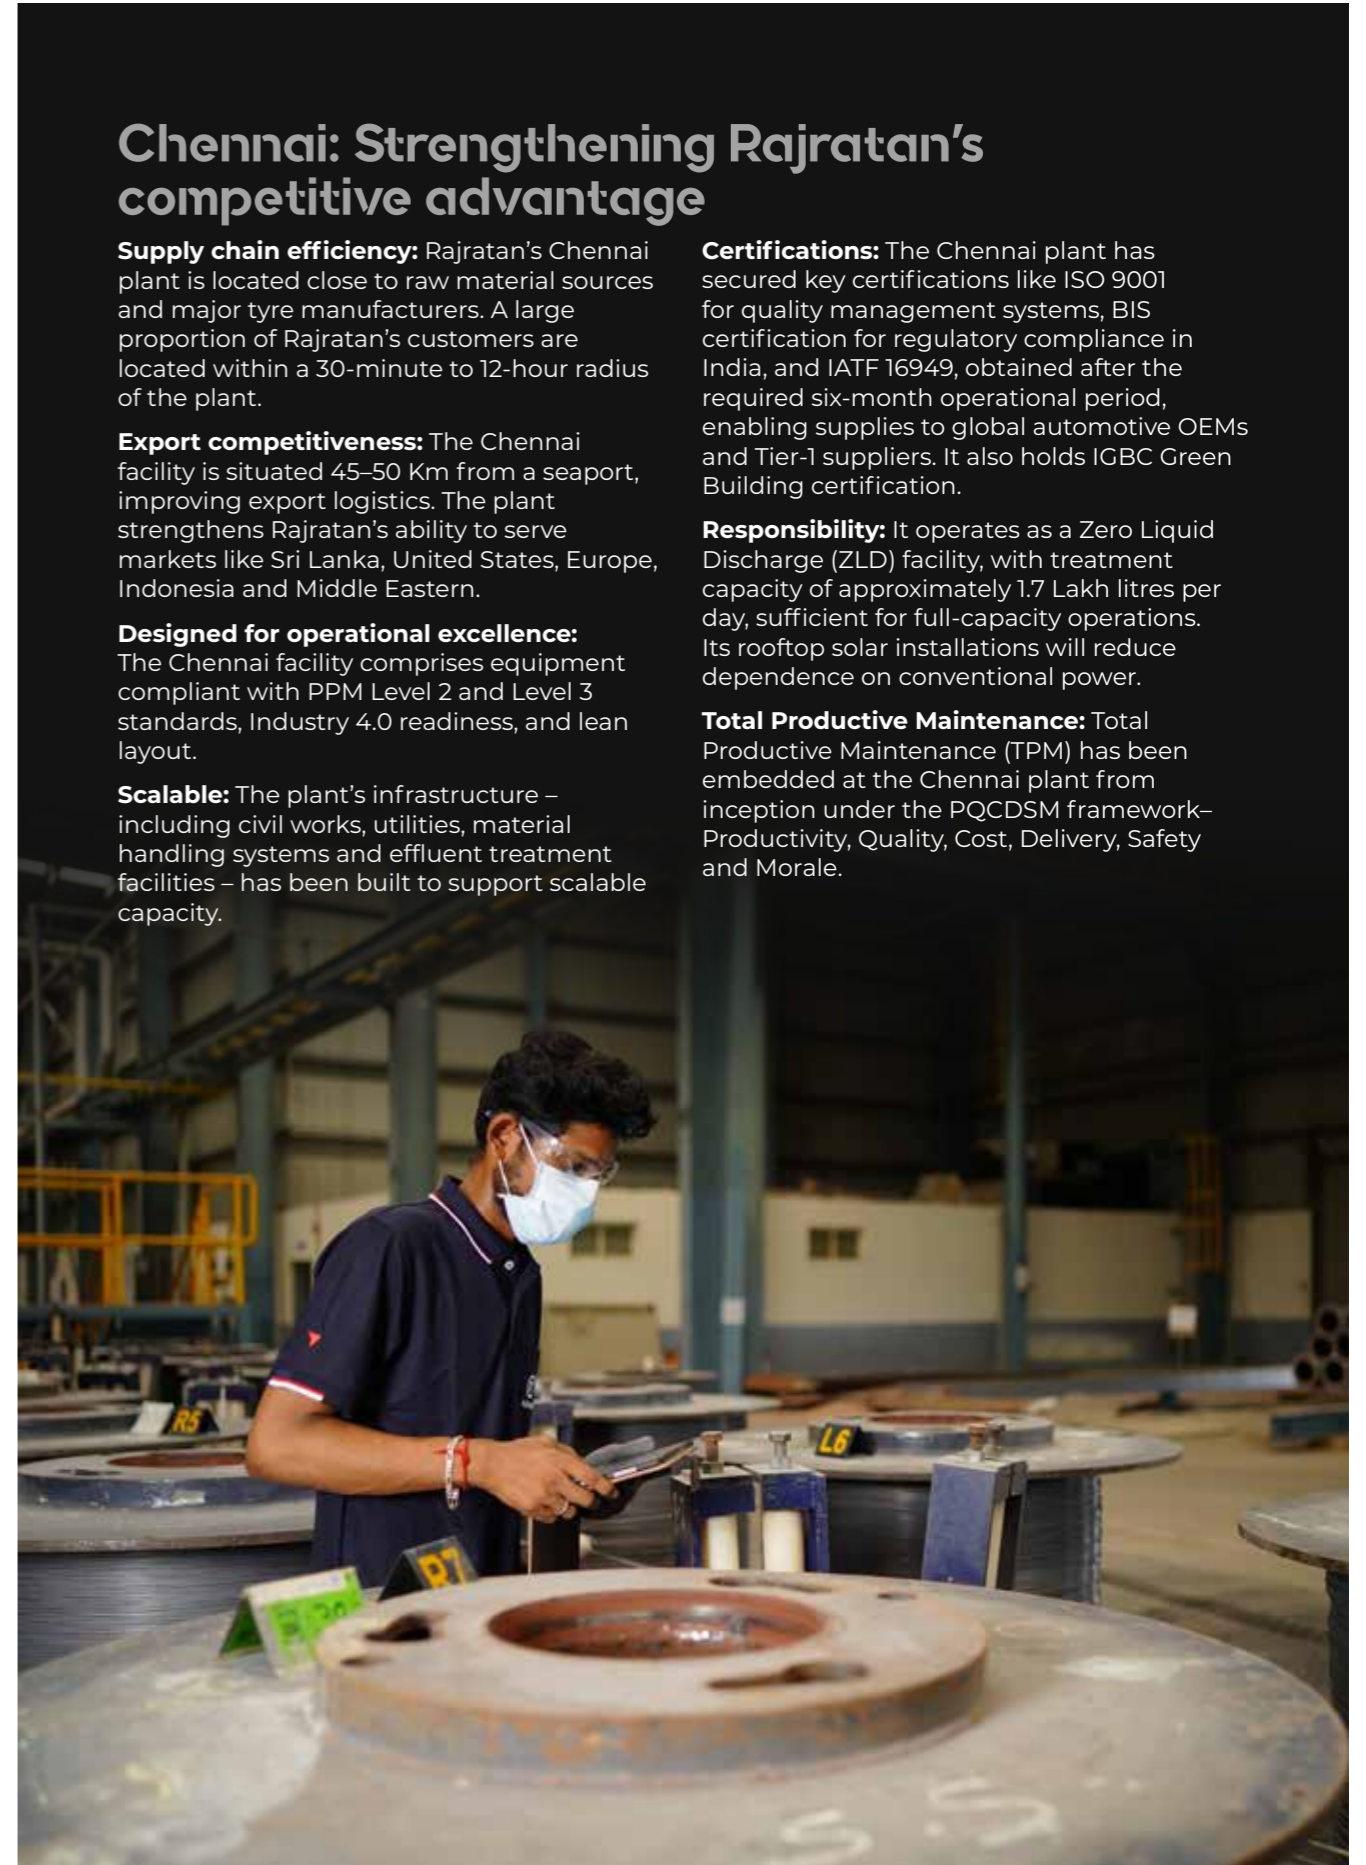 Chennai: Strengthening Rajratan’s
competitive advantage
Supply chain efficiency: Rajratan’s Chennai
plant is located close to raw material sources
and major tyre manufacturers. A large
proportion of Rajratan’s customers are
located within a 30-minute to 12-hour radius
of the plant.
Export competitiveness: The Chennai
facility is situated 45–50 Km from a seaport,
improving export logistics. The plant
strengthens Rajratan’s ability to serve
markets like Sri Lanka, United States, Europe,
Indonesia and Middle Eastern.
Designed for operational excellence:
The Chennai facility comprises equipment
compliant with PPM Level 2 and Level 3
standards, Industry 4.0 readiness, and lean
layout.
Scalable: The plant’s infrastructure –
including civil works, utilities, material
handling systems and effluent treatment
facilities – has been built to support scalable
capacity.
Certifications: The Chennai plant has
secured key certifications like ISO 9001
for quality management systems, BIS
certification for regulatory compliance in
India, and IATF 16949, obtained after the
required six-month operational period,
enabling supplies to global automotive OEMs
and Tier-1 suppliers. It also holds IGBC Green
Building certification.
Responsibility: It operates as a Zero Liquid
Discharge (ZLD) facility, with treatment
capacity of approximately 1.7 Lakh litres per
day, sufficient for full-capacity operations.
Its rooftop solar installations will reduce
dependence on conventional power.
Total Productive Maintenance: Total
Productive Maintenance (TPM) has been
embedded at the Chennai plant from
inception under the PQCDSM framework–
Productivity, Quality, Cost, Delivery, Safety
and Morale.
R5
L6
R7
S S